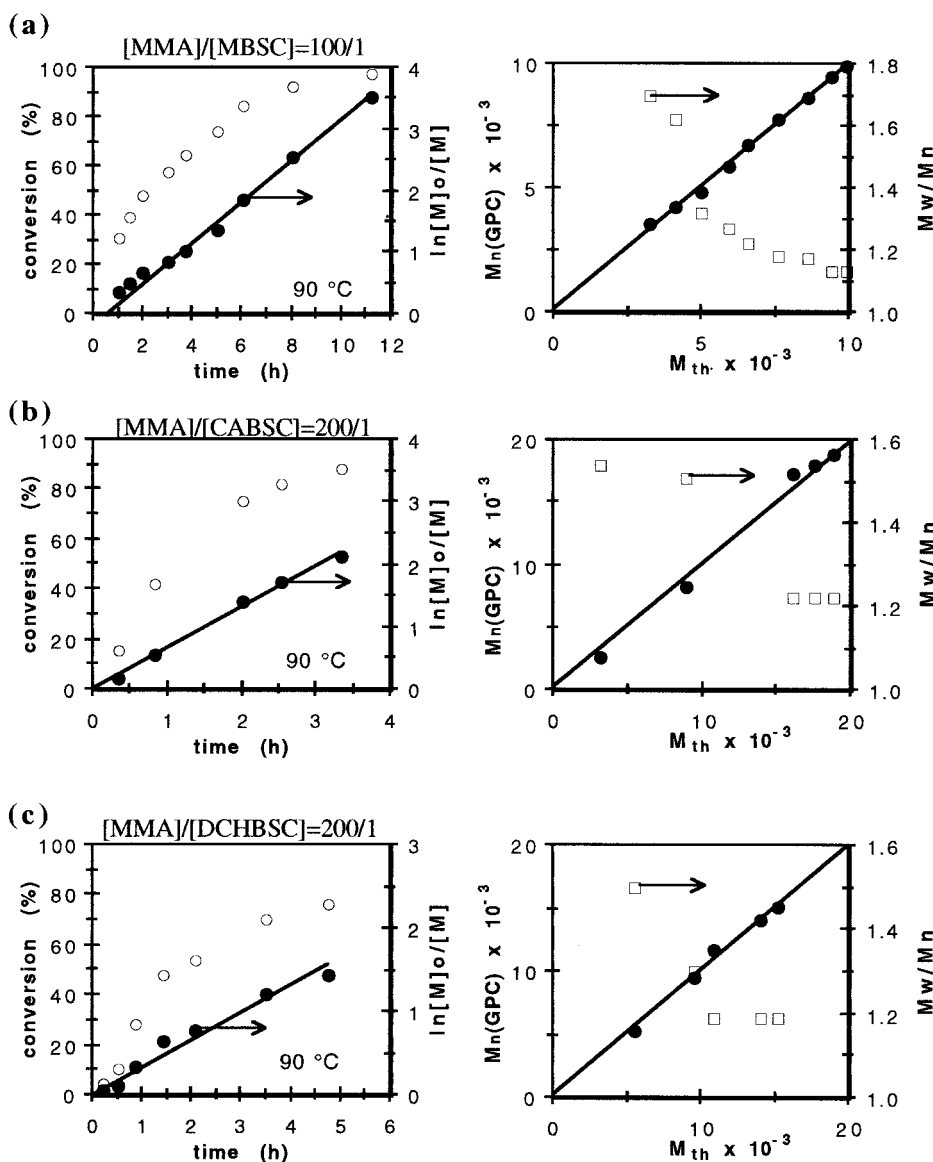 (a)
[MMA]/[MBSC]=100/1
100
80
60
40
20
0
conversion (%)
4
3
2
1
0
ln[M]o/[M]
90 °C
0 2 4 6 8 10 12
time (h)
10
5
0
Mn(GPC) x 10⁻³
1.8
1.6
1.4
1.2
1.0
Mw/Mn
0 5 10
Mth. x 10⁻³
(b)
[MMA]/[CABSC]=200/1
100
80
60
40
20
0
conversion (%)
4
3
2
1
0
ln[M]o/[M]
90 °C
0 1 2 3 4
time (h)
20
10
0
Mn(GPC) x 10⁻³
1.6
1.4
1.2
1.0
Mw/Mn
0 10 20
Mth x 10⁻³
(c)
[MMA]/[DCHBSC]=200/1
100
80
60
40
20
0
conversion (%)
3
2
1
0
ln[M]o/[M]
90 °C
0 1 2 3 4 5 6
time (h)
20
10
0
Mn(GPC) x 10⁻³
1.6
1.4
1.2
1.0
Mw/Mn
0 10 20
Mth x 10⁻³